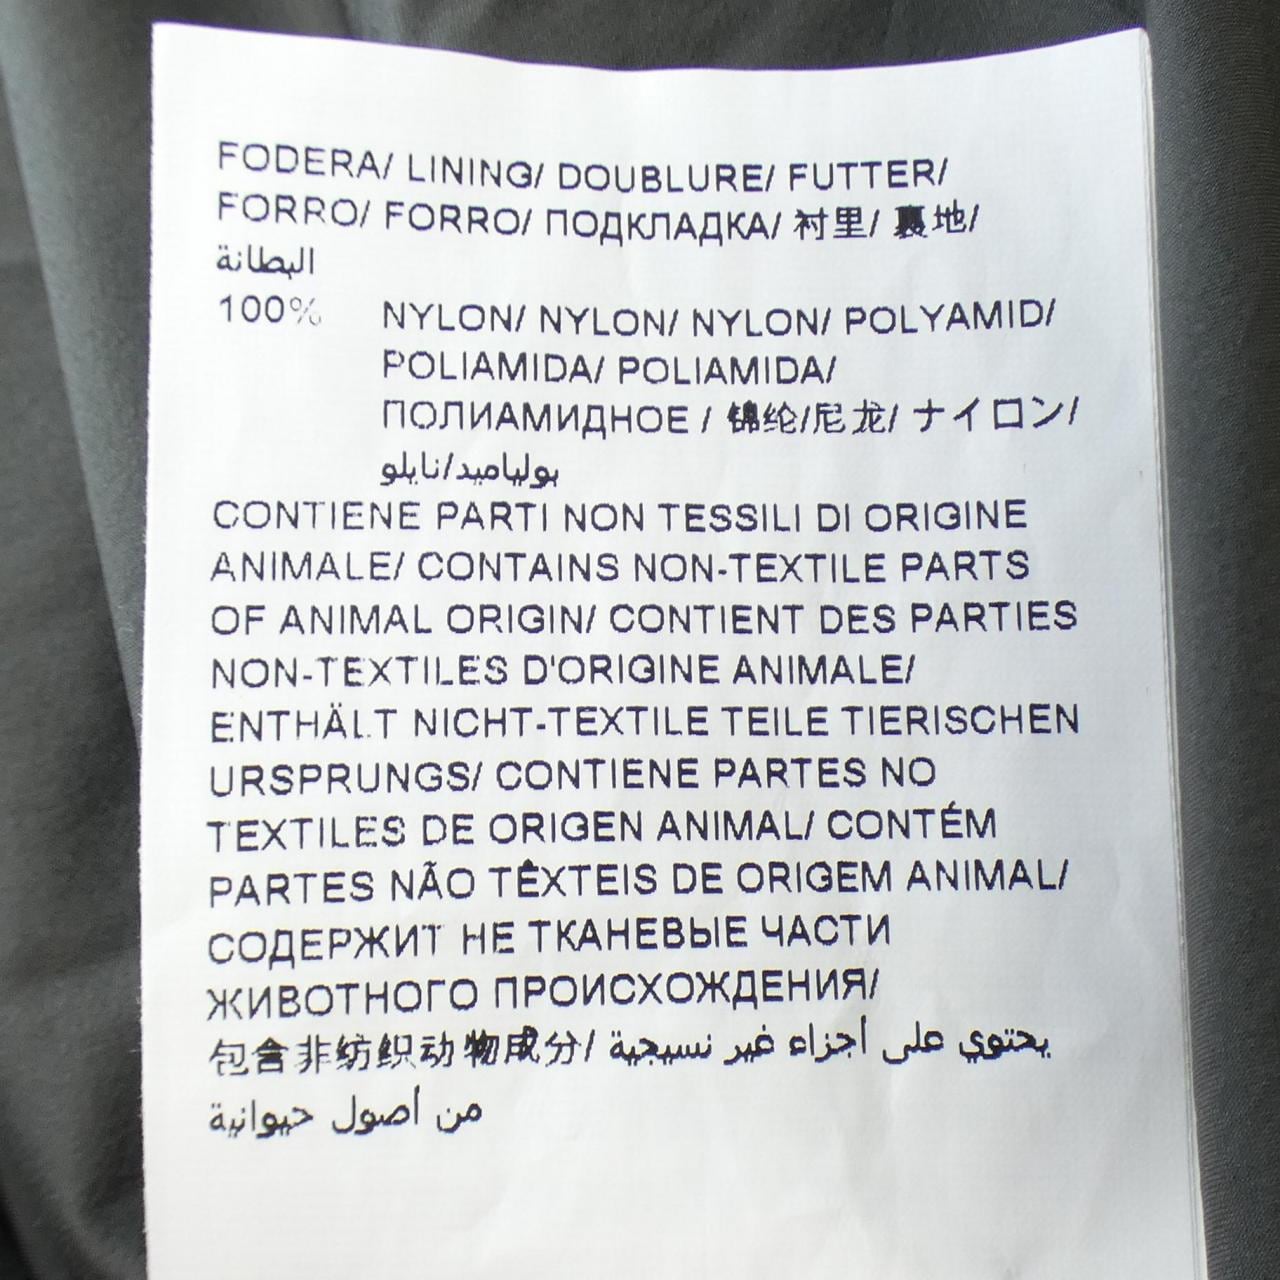 FODERA/ LINING/ DOUBLURE/ FUTTER/
FORRO/ FORRO/ ПОДКЛАДКА/ 衬里/ 裏地/
البطانة
100% NYLON/ NYLON/ NYLON/ POLYAMID/
POLIAMIDA/ POLIAMIDA/
ПОЛИАМИДНОЕ / 锦纶/尼龙/ ナイロン/
بولياميد/نايلو
CONTIENE PARTI NON TESSILI DI ORIGINE
ANIMALE/ CONTAINS NON-TEXTILE PARTS
OF ANIMAL ORIGIN/ CONTIENT DES PARTIES
NON-TEXTILES D'ORIGINE ANIMALE/
ENTHÄLT NICHT-TEXTILE TEILE TIERISCHEN
URSPRUNGS/ CONTIENE PARTES NO
TEXTILES DE ORIGEN ANIMAL/ CONTÉM
PARTES NÃO TÊXTEIS DE ORIGEM ANIMAL/
СОДЕРЖИТ НЕ ТКАНЕВЫЕ ЧАСТИ
ЖИВОТНОГО ПРОИСХОЖДЕНИЯ/
包含非纺织动物成分/ يحتوي على أجزاء غير نسيجية
من أصول حيوانية